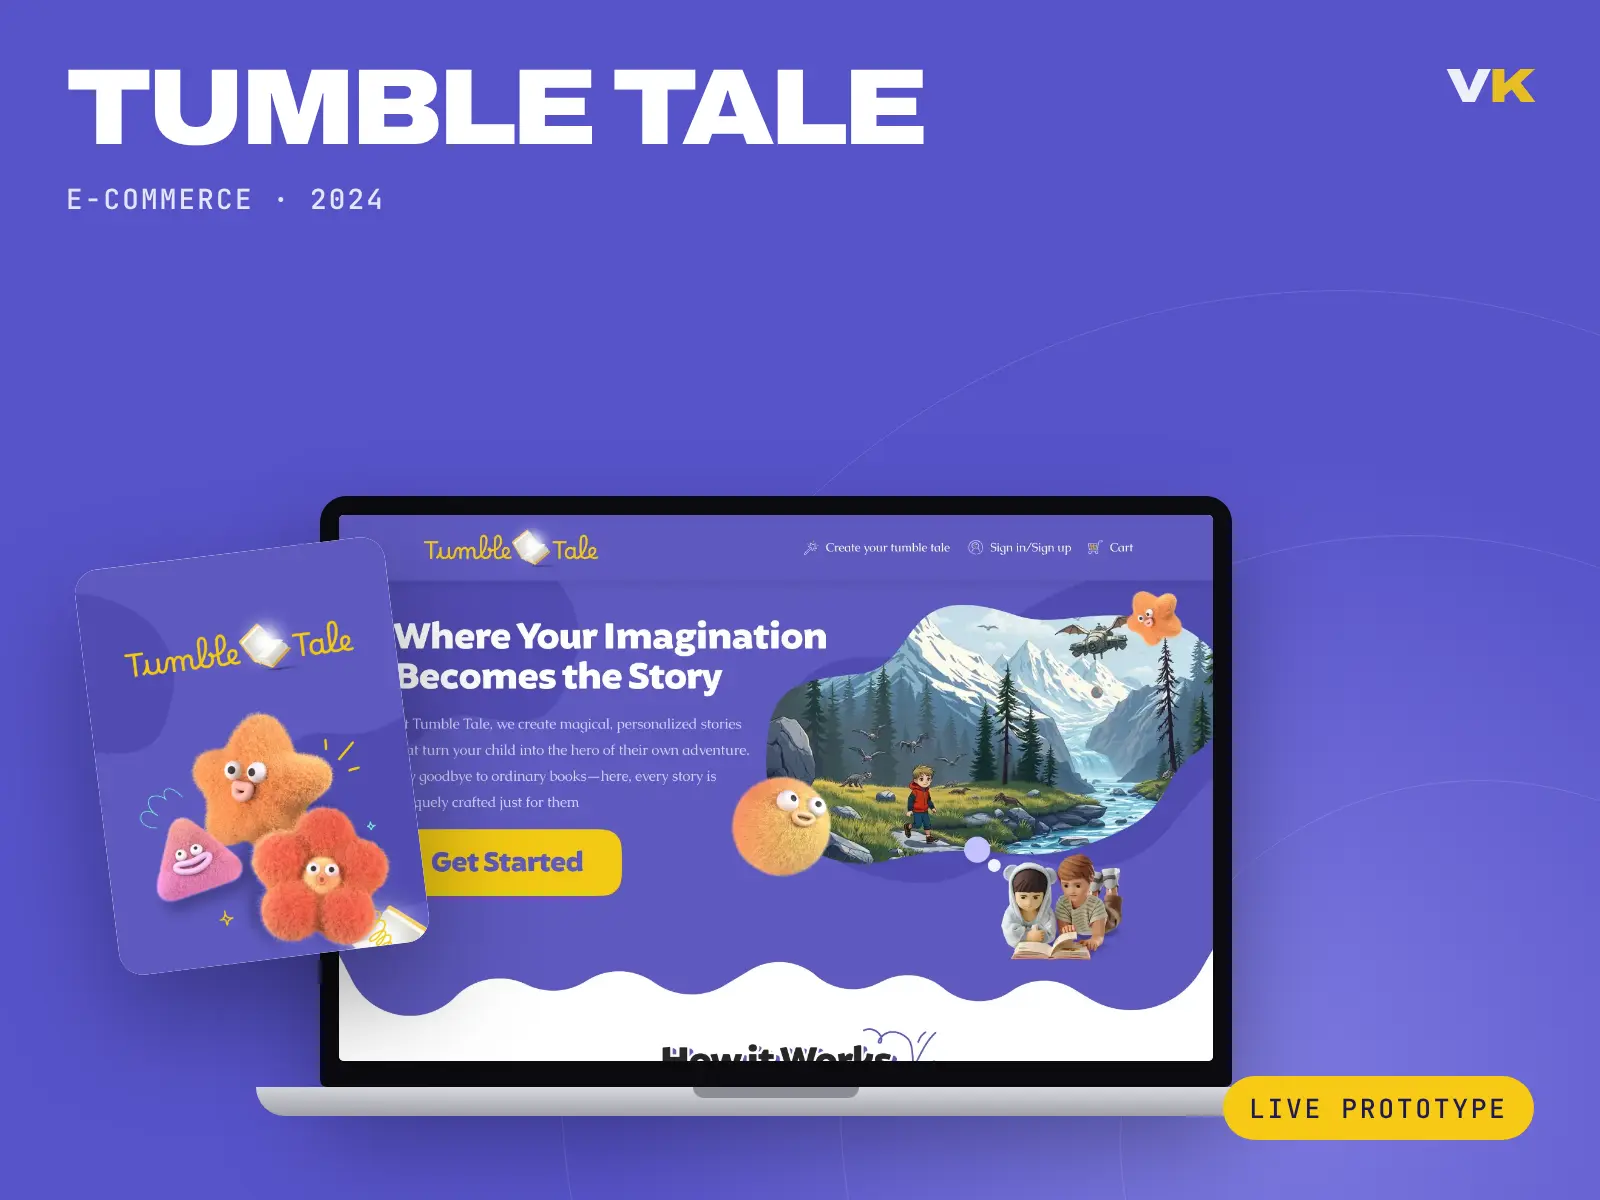 TUMBLE TALE
VK
E-COMMERCE · 2024
Tumble Tale
Create your tumble tale
Sign in/Sign up
Cart
Tumble Tale
Where Your Imagination
Becomes the Story
Tumble Tale, we create magical, personalized stories
turn your child into the hero of their own adventure.
goodbye to ordinary books—here, every story is
crafted just for them
Get Started
How it Works
LIVE PROTOTYPE